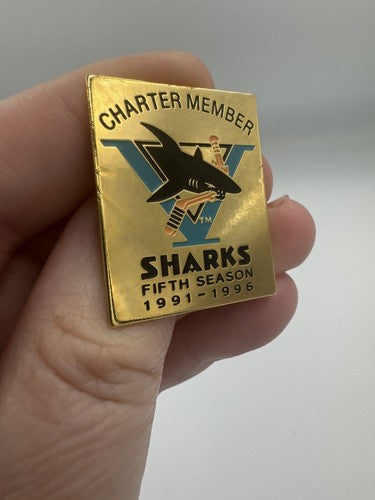 CHARTER MEMBER
V
TM
SHARKS
FIFTH SEASON
1991-1996